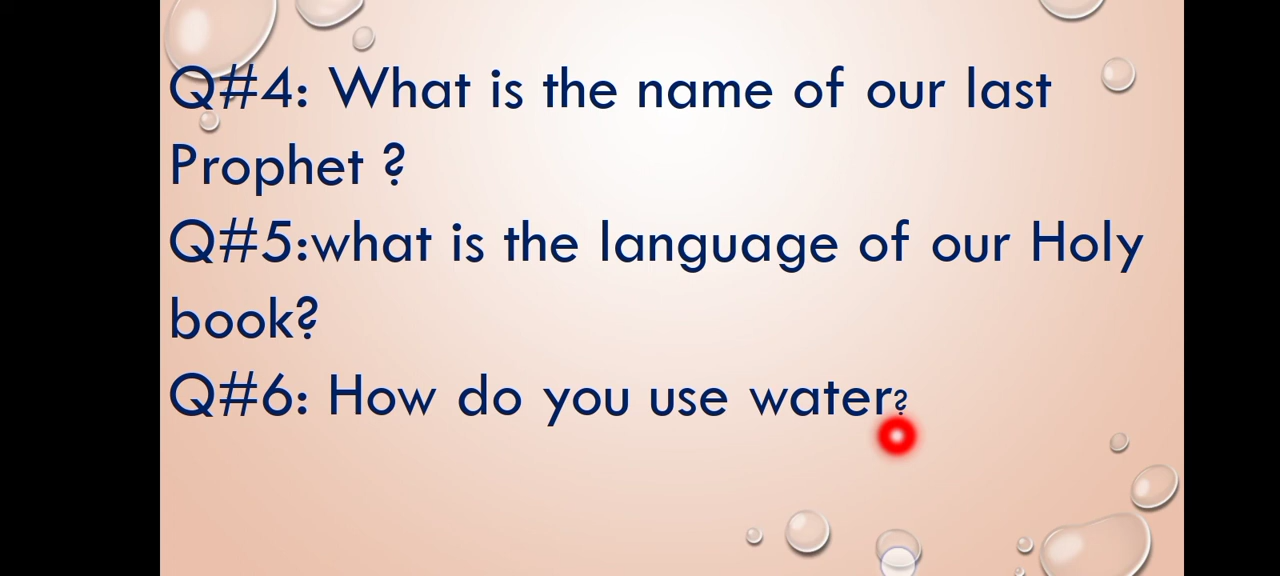 Q#4: What is the name of our last
Prophet ?
Q#5:what is the language of our Holy
book?
Q#6: How do you use water?